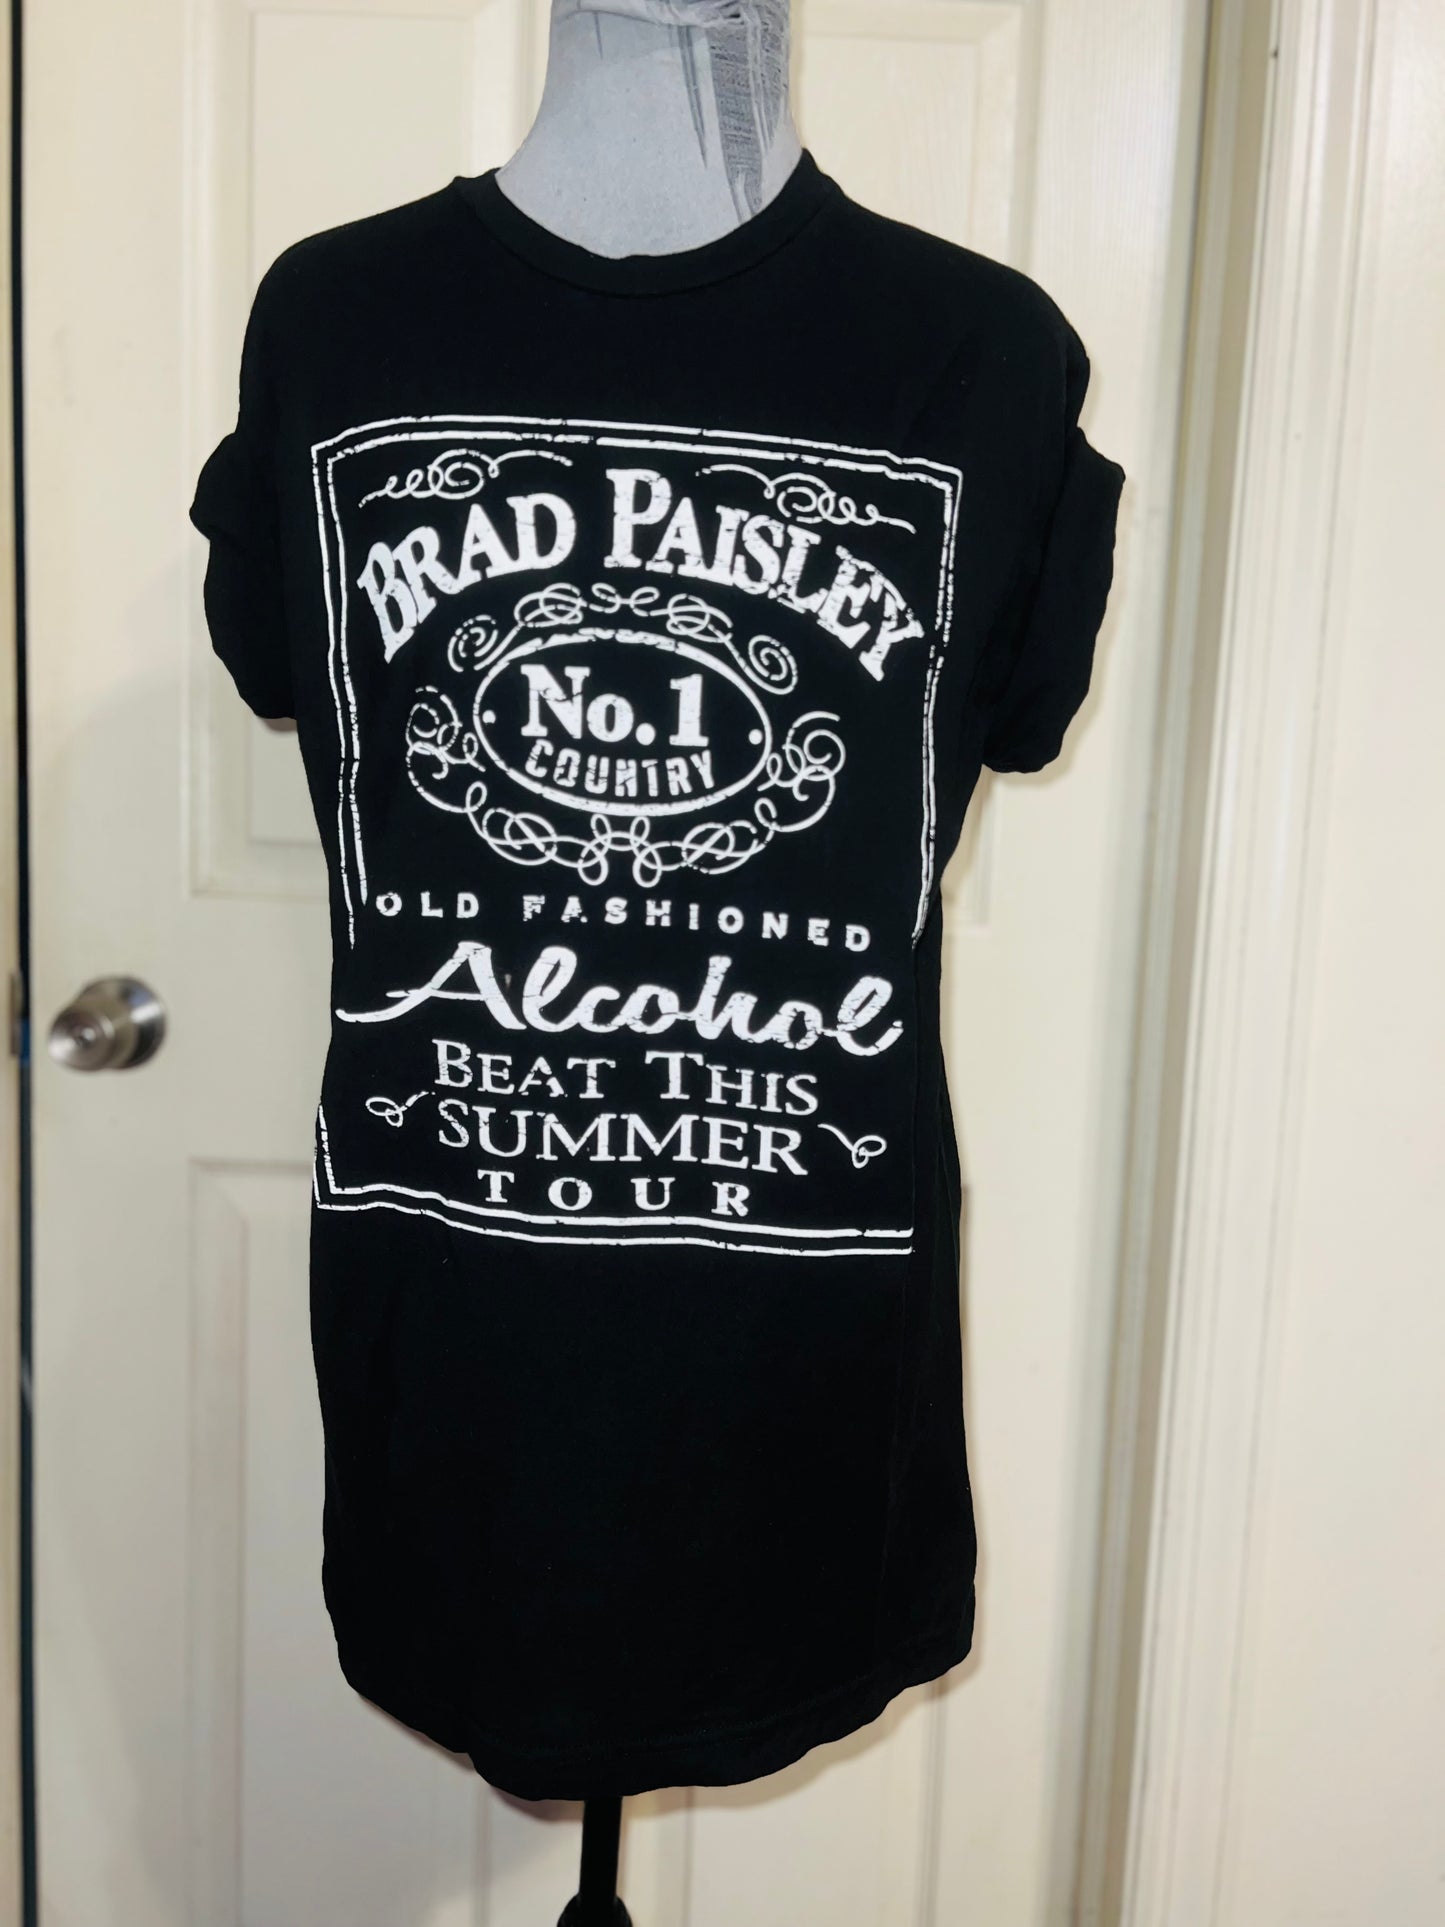 BRAD PAISLEY
No. 1
COUNTRY
OLD FASHIONED
Alcohol
BEAT THIS
SUMMER
TOUR